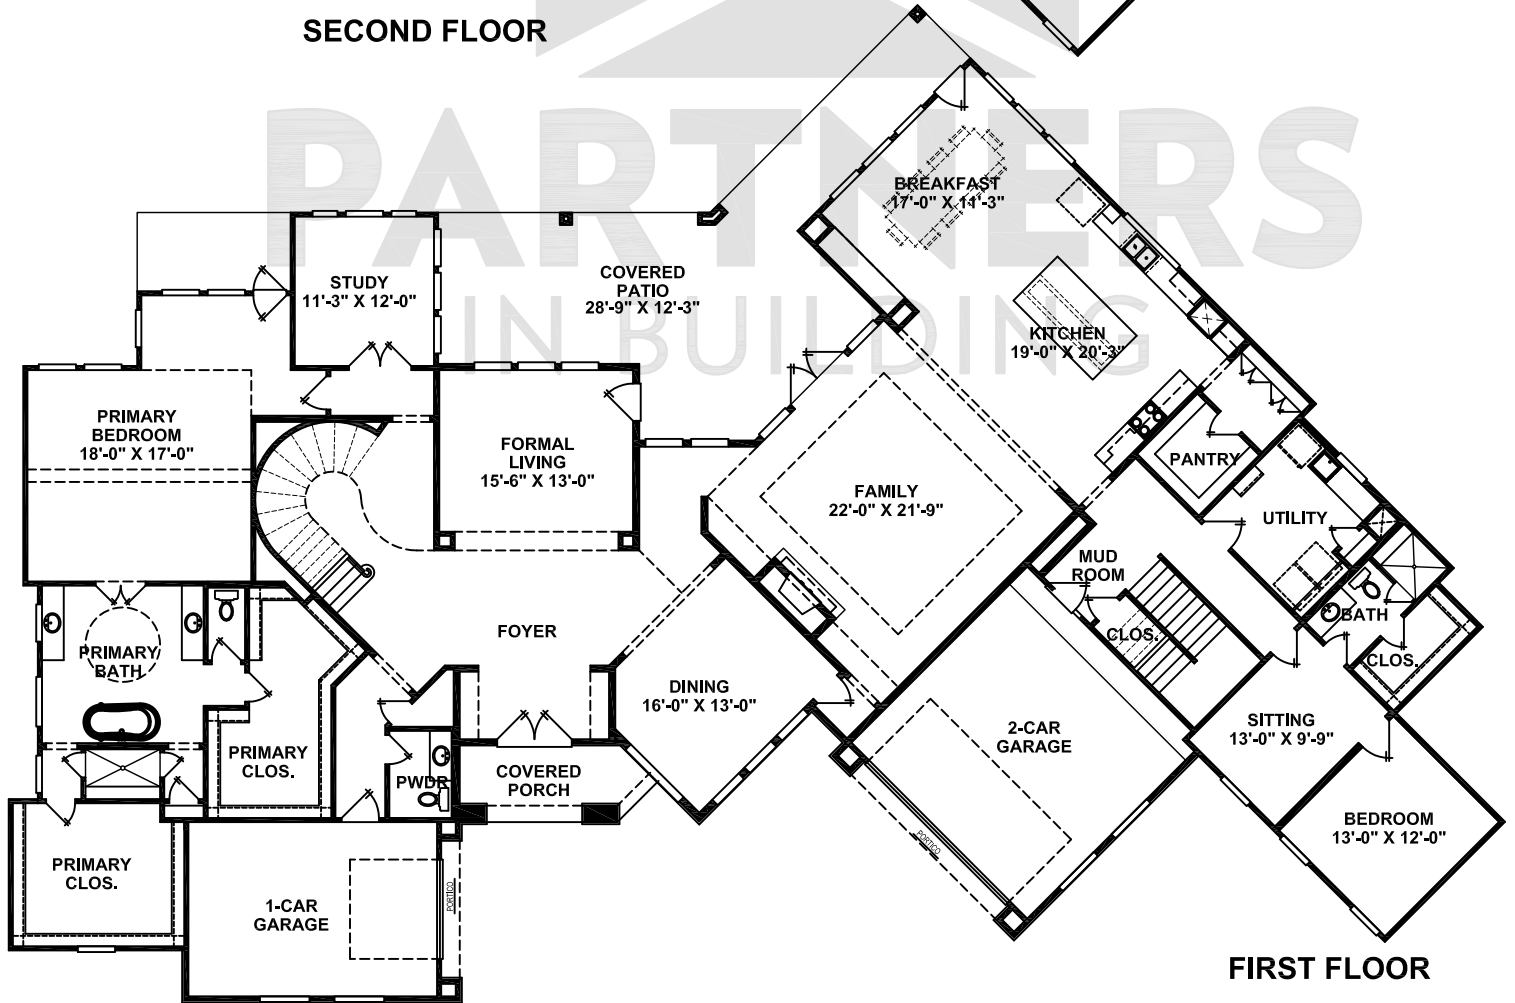 SECOND FLOOR
PARTNERS
IN BUILDING
BREAKFAST
17'-0" X 11'-3"
STUDY
11'-3" X 12'-0"
COVERED
PATIO
28'-9" X 12'-3"
KITCHEN
19'-0" X 20'-3"
PRIMARY
BEDROOM
18'-0" X 17'-0"
FORMAL
LIVING
15'-6" X 13'-0"
FAMILY
22'-0" X 21'-9"
PANTRY
UTILITY
MUD
ROOM
CLOS.
BATH
CLOS.
FOYER
PRIMARY
BATH
DINING
16'-0" X 13'-0"
2-CAR
GARAGE
SITTING
13'-0" X 9'-9"
PRIMARY
CLOS.
PWDR
COVERED
PORCH
PORTICO
BEDROOM
13'-0" X 12'-0"
PRIMARY
CLOS.
1-CAR
GARAGE
PORTICO
FIRST FLOOR